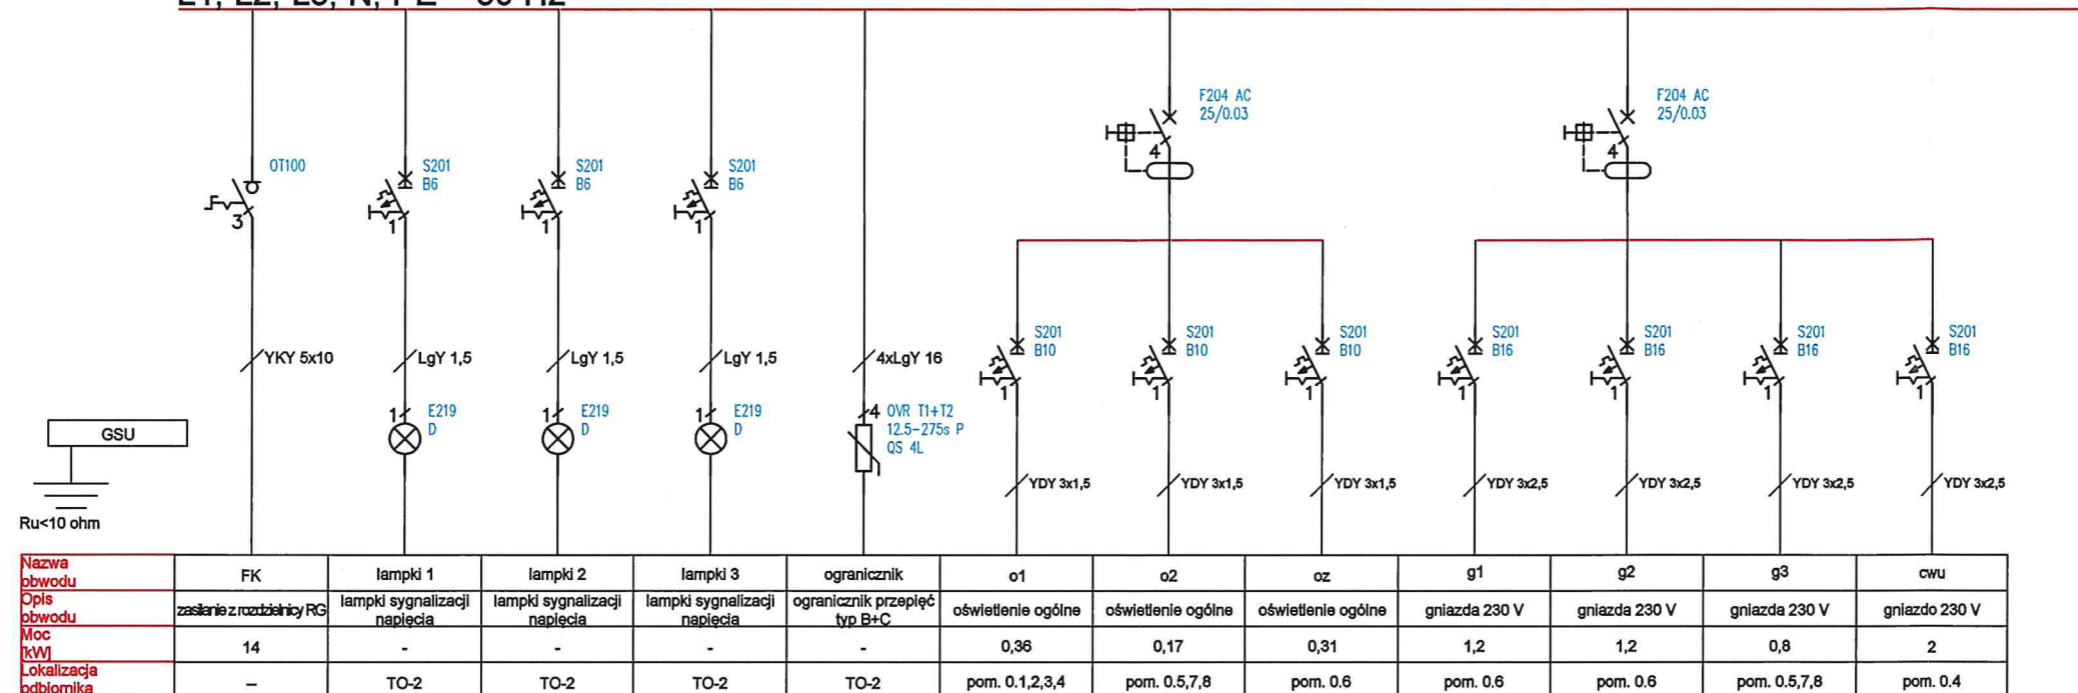 L1, L2, L3, N, PE
50 Hz
F204 AC
25/0.03
4
F204 AC
25/0.03
4
OT100
3
S201
B6
1
S201
B6
1
S201
B6
1
S201
B10
1
S201
B10
1
S201
B10
1
S201
B16
1
S201
B16
1
S201
B16
1
S201
B16
1
YKY 5x10
LgY 1,5
LgY 1,5
LgY 1,5
4xLgY 16
1
E219
D
1
E219
D
1
E219
D
4
OVR T1+T2
12.5-275s P
QS 4L
GSU
YDY 3x1,5
YDY 3x1,5
YDY 3x1,5
YDY 3x2,5
YDY 3x2,5
YDY 3x2,5
YDY 3x2,5
Ru<10 ohm
Nazwa
obwodu
FK
lampki 1
lampki 2
lampki 3
ogranicznik
o1
o2
oz
g1
g2
g3
cwu
Opis
obwodu
zasilanie z rozdzielnicy RG
lampki sygnalizacji
napięcia
lampki sygnalizacji
napięcia
lampki sygnalizacji
napięcia
ogranicznik przepięć
typ B+C
oświetlenie ogólne
oświetlenie ogólne
oświetlenie ogólne
gniazda 230 V
gniazda 230 V
gniazda 230 V
gniazdo 230 V
Moc
[kW]
14
-
-
-
-
0,36
0,17
0,31
1,2
1,2
0,8
2
Lokalizacja
odbiornika
–
TO-2
TO-2
TO-2
TO-2
pom. 0.1,2,3,4
pom. 0.5,7,8
pom. 0.6
pom. 0.6
pom. 0.6
pom. 0.5,7,8
pom. 0.4